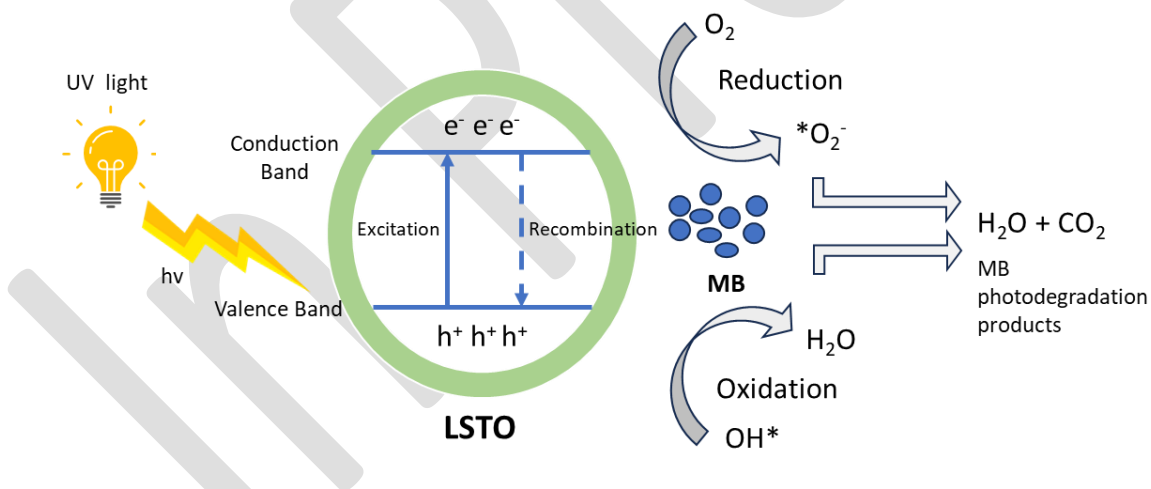 UV light
hv
Conduction
Band
Valence Band
e⁻ e⁻ e⁻
Excitation
Recombination
h⁺ h⁺ h⁺
LSTO
O₂
Reduction
*O₂⁻
MB
H₂O
Oxidation
OH*
H₂O + CO₂
MB
photodegradation
products